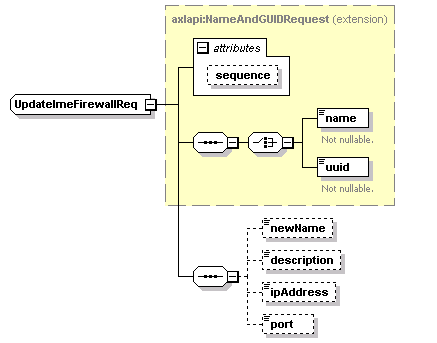 axlapi:NameAndGUIDRequest (extension)
attributes
sequence
UpdateImeFirewallReq
name
Not nullable.
uuid
Not nullable.
newName
description
ipAddress
port